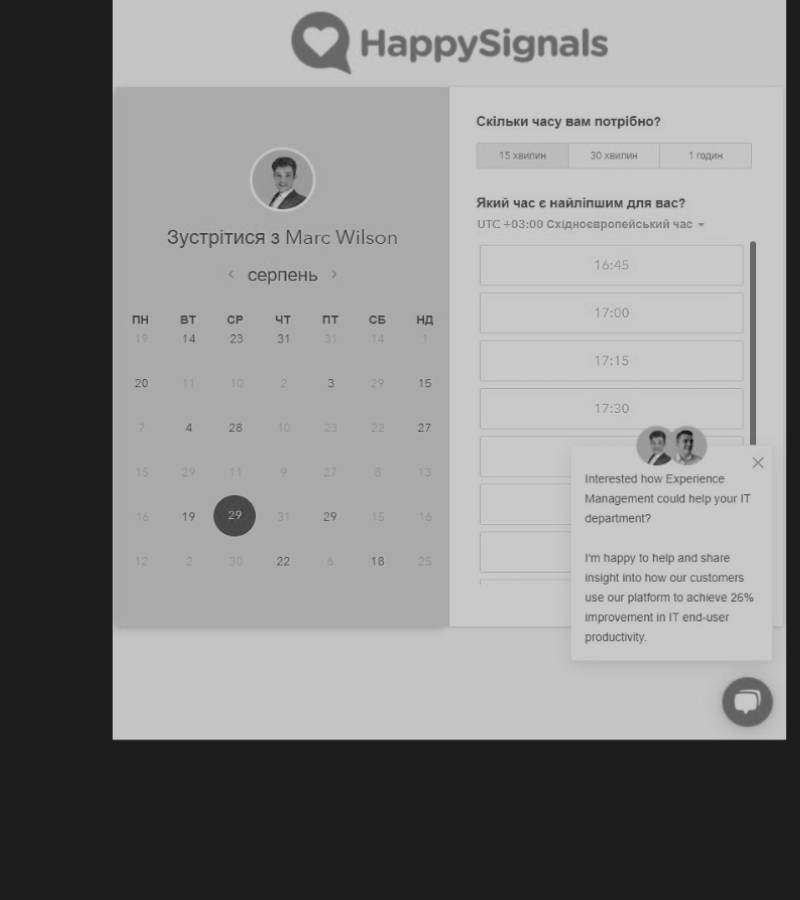 HappySignals
Зустрітися з Marc Wilson
‹ серпень ›
ПН ВТ СР ЧТ ПТ СБ НД
19 14 23 31 31 14 1
20 11 10 2 3 29 15
7 4 28 10 23 22 27
15 29 11 9 27 8 13
16 19 29 31 29 15 16
12 2 30 22 6 18 25
Скільки часу вам потрібно?
15 хвилин 30 хвилин 1 годин
Який час є найліпшим для вас?
UTC +03:00 Східноєвропейський час
16:45
17:00
17:15
17:30
Interested how Experience
Management could help your IT
department?
I'm happy to help and share
insight into how our customers
use our platform to achieve 26%
improvement in IT end-user
productivity.